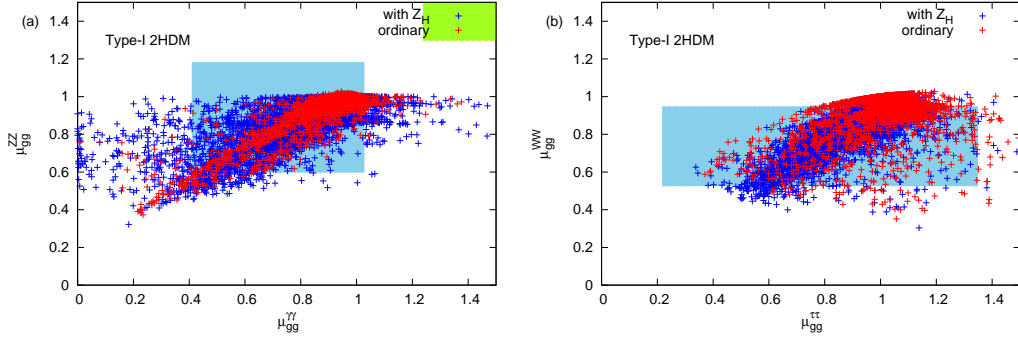 (a)
with Z_H
ordinary
Type-I 2HDM
1.4
1.2
1
0.8
0.6
0.4
0.2
0
μ_gg^ZZ
0 0.2 0.4 0.6 0.8 1 1.2 1.4
μ_gg^γγ
(b)
with Z_H
ordinary
Type-I 2HDM
1.4
1.2
1
0.8
0.6
0.4
0.2
0
μ_gg^WW
0 0.2 0.4 0.6 0.8 1 1.2 1.4
μ_gg^ττ